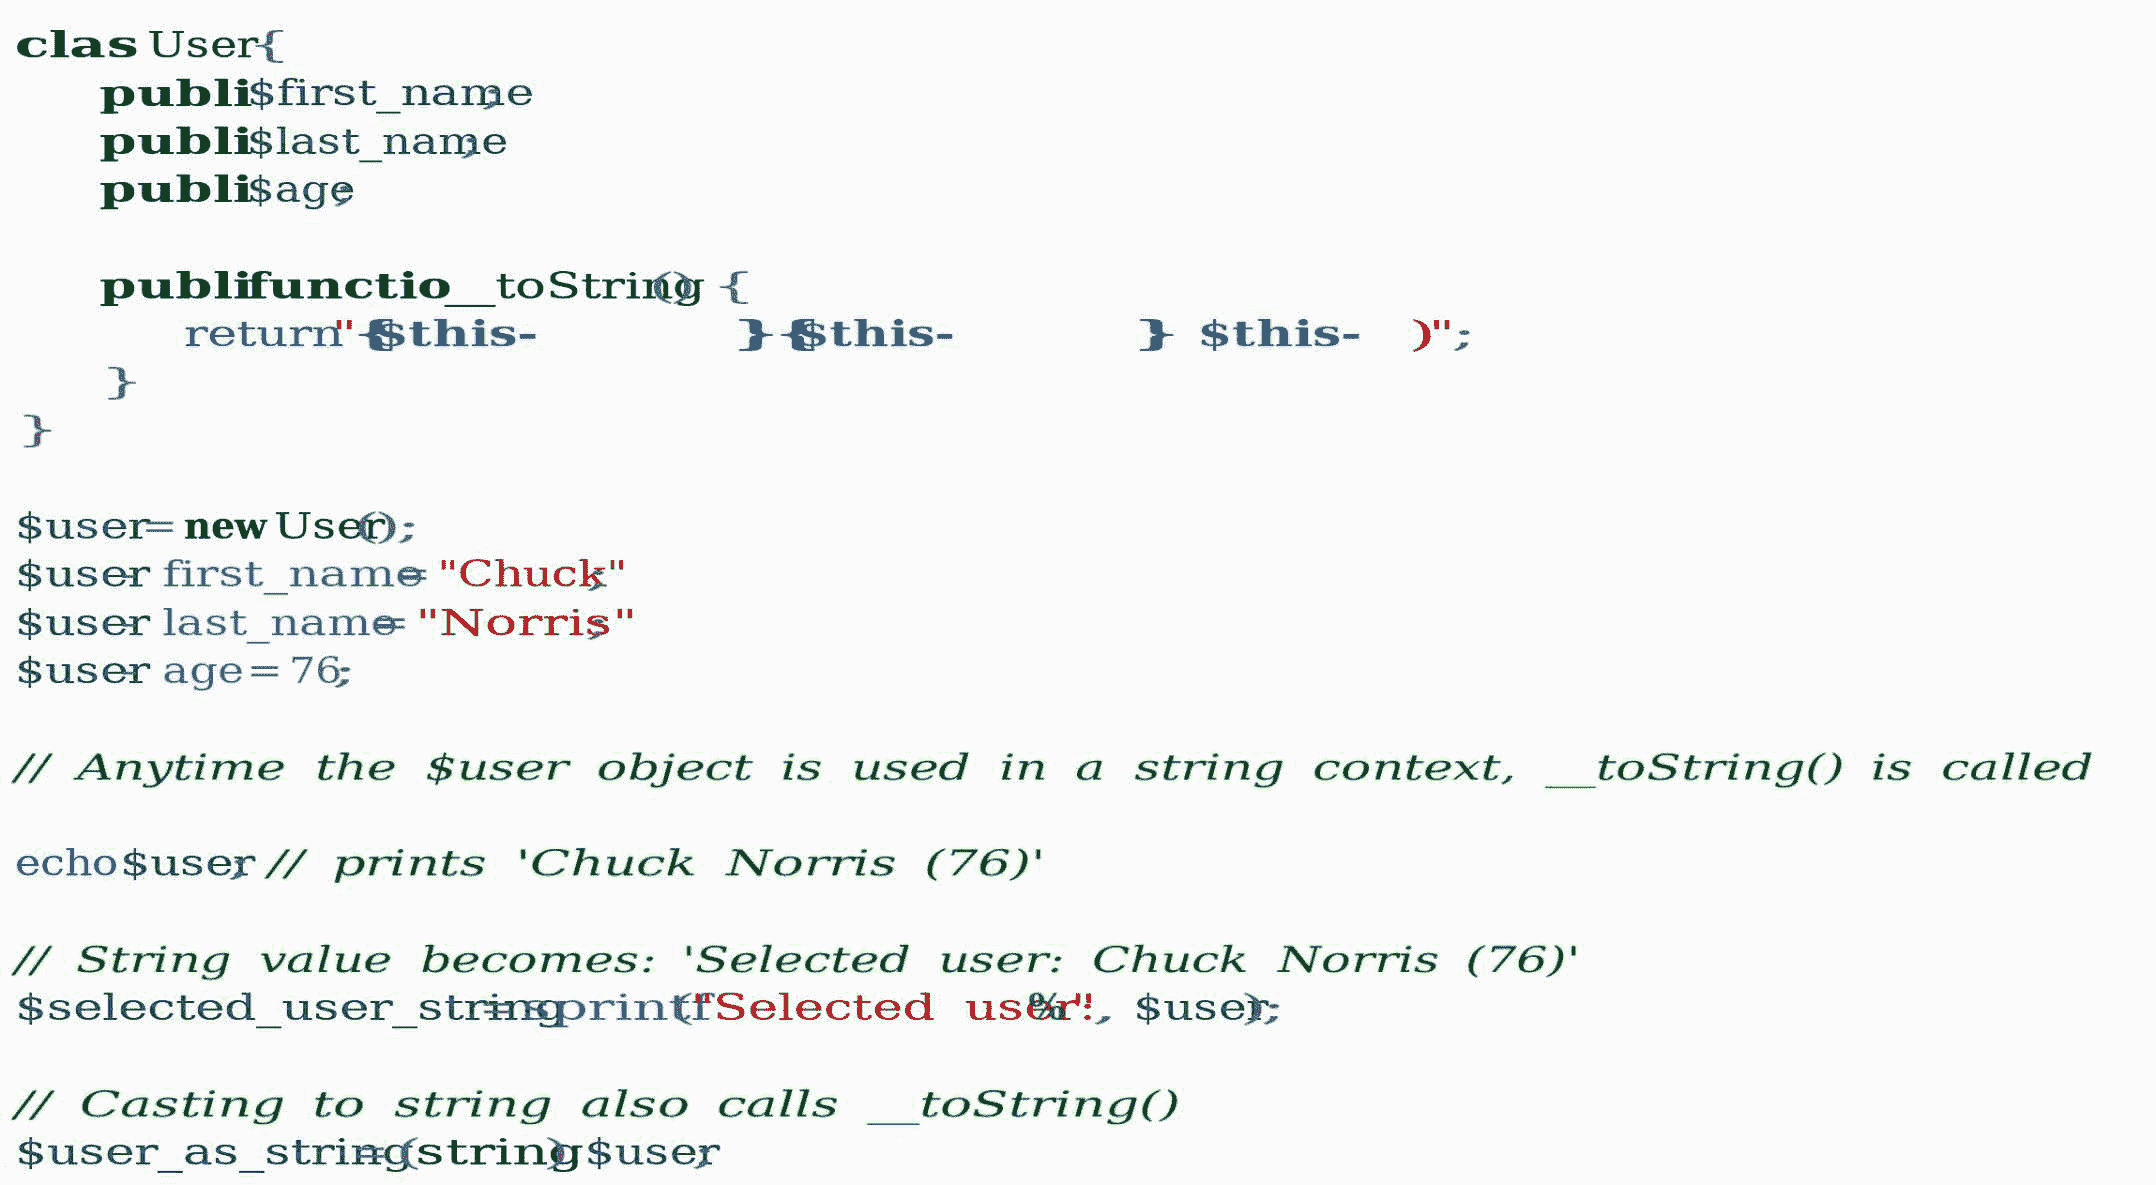 clas User{
publi$first_name;
publi$last_name;
publi$age;
publifunctio__toString() {
return"{$this-}{$this-} $this-)";
}
}
$user= new User();
$user first_name= "Chuck";
$user last_name= "Norris";
$user age= 76;
// Anytime the $user object is used in a string context, __toString() is called
echo$user; // prints 'Chuck Norris (76)'
// String value becomes: 'Selected user: Chuck Norris (76)'
$selected_user_string=sprintf("Selected user%", $user);
// Casting to string also calls __toString()
$user_as_string=(string)$user;